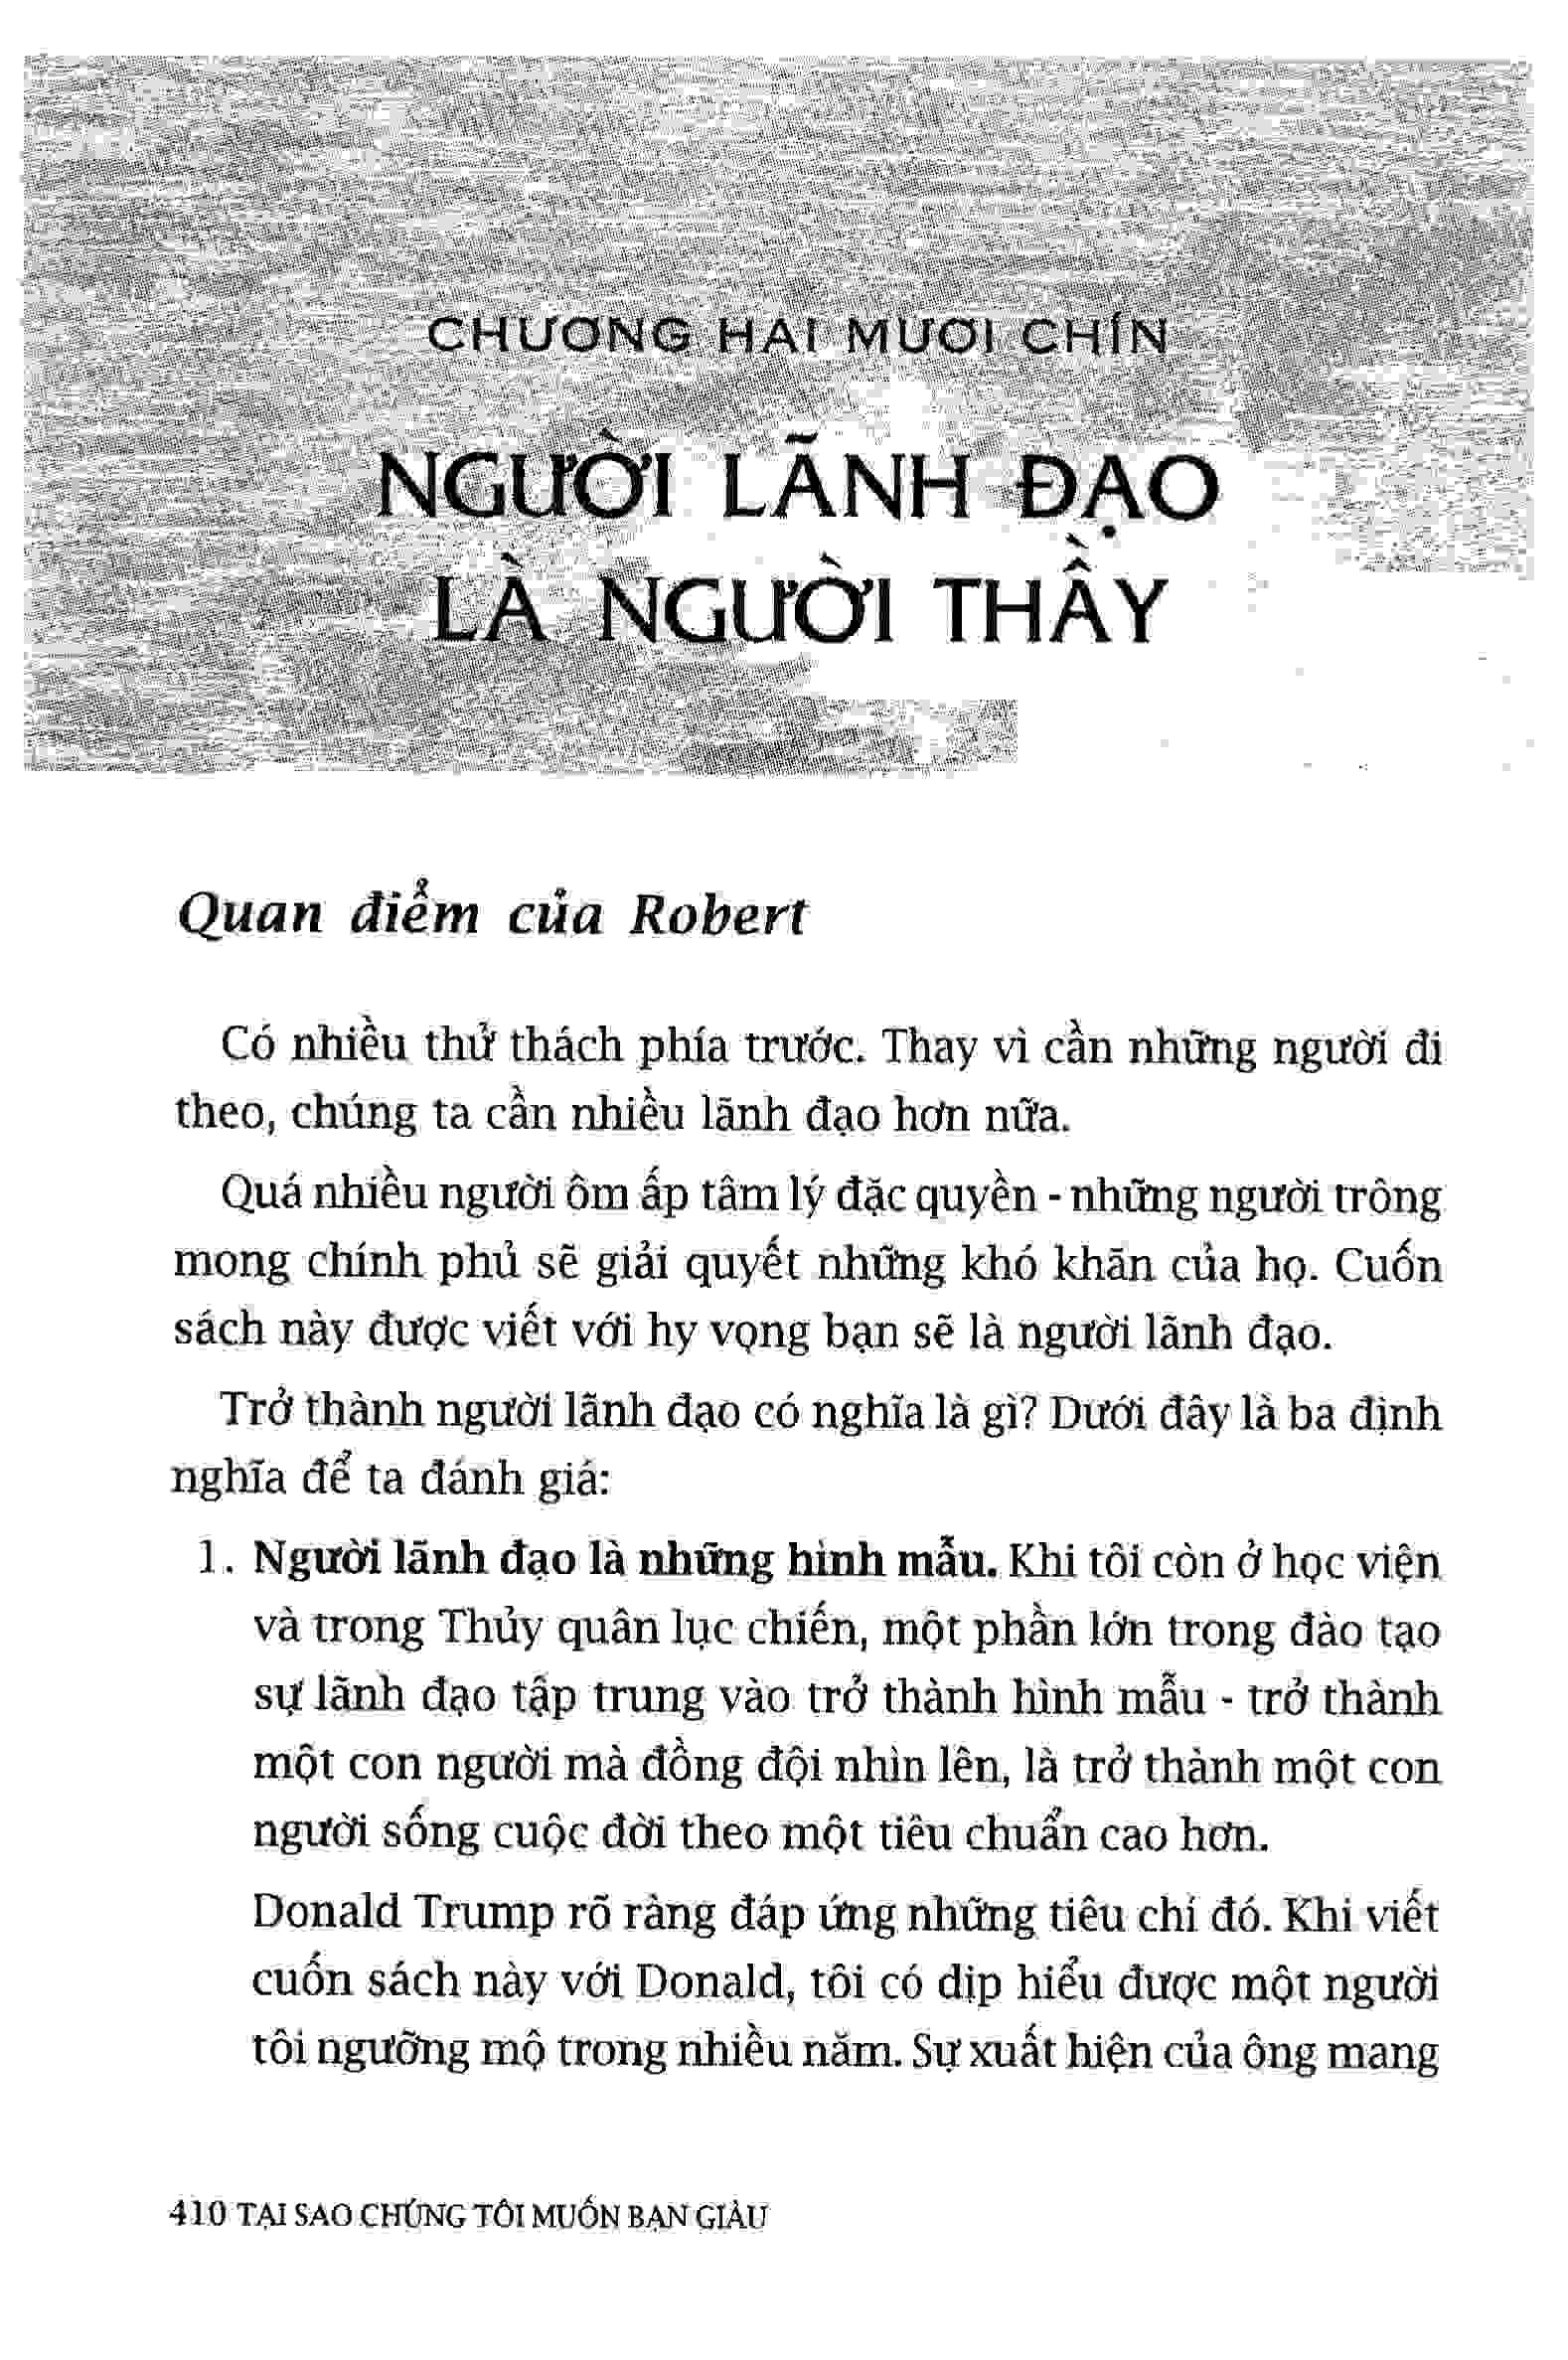 CHƯƠNG HAI MƯƠI CHÍN
NGƯỜI LÃNH ĐẠO
LÀ NGƯỜI THẦY
Quan điểm của Robert
Có nhiều thử thách phía trước. Thay vì cần những người đi
theo, chúng ta cần nhiều lãnh đạo hơn nữa.
Quá nhiều người ôm ấp tâm lý đặc quyền - những người trông
mong chính phủ sẽ giải quyết những khó khăn của họ. Cuốn
sách này được viết với hy vọng bạn sẽ là người lãnh đạo.
Trở thành người lãnh đạo có nghĩa là gì? Dưới đây là ba định
nghĩa để ta đánh giá:
1. Người lãnh đạo là những hình mẫu. Khi tôi còn ở học viện
và trong Thủy quân lục chiến, một phần lớn trong đào tạo
sự lãnh đạo tập trung vào trở thành hình mẫu - trở thành
một con người mà đồng đội nhìn lên, là trở thành một con
người sống cuộc đời theo một tiêu chuẩn cao hơn.
Donald Trump rõ ràng đáp ứng những tiêu chí đó. Khi viết
cuốn sách này với Donald, tôi có dịp hiểu được một người
tôi ngưỡng mộ trong nhiều năm. Sự xuất hiện của ông mang
410 TẠI SAO CHÚNG TÔI MUỐN BẠN GIÀU